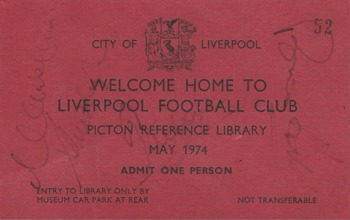 52
CITY OF LIVERPOOL
WELCOME HOME TO
LIVERPOOL FOOTBALL CLUB
PICTON REFERENCE LIBRARY
MAY 1974
ADMIT ONE PERSON
ENTRY TO LIBRARY ONLY BY
MUSEUM CAR PARK AT REAR
NOT TRANSFERABLE